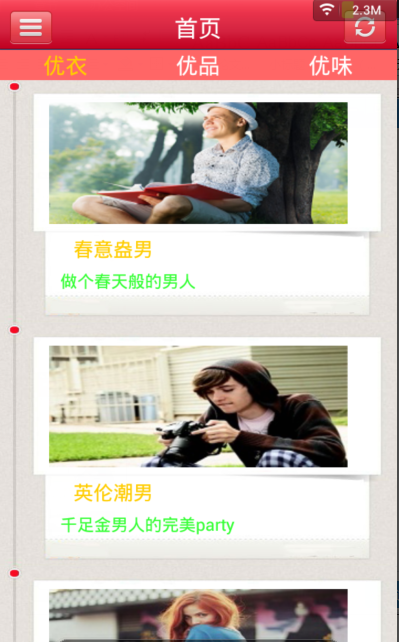 2.3M
首页
优衣 优品 优味
春意盎男
做个春天般的男人
英伦潮男
千足金男人的完美party